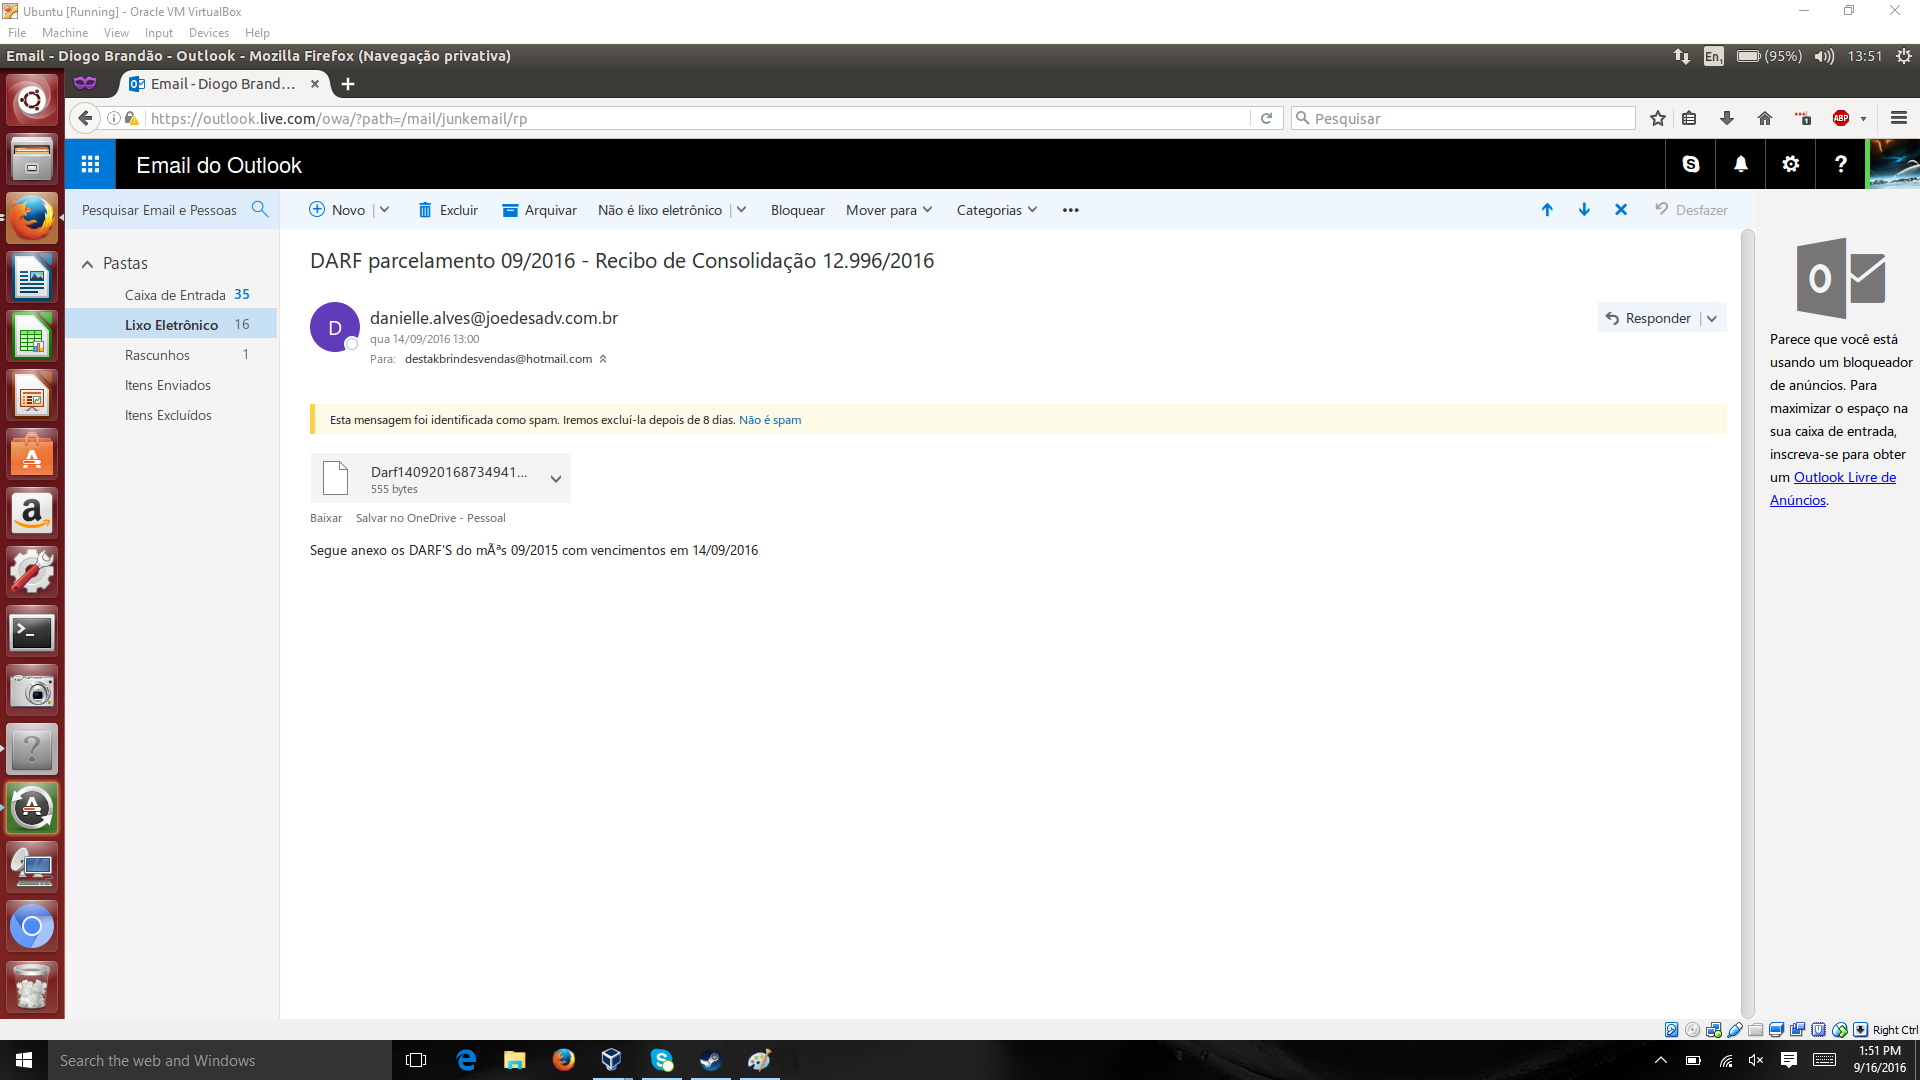 Ubuntu [Running] - Oracle VM VirtualBox
File Machine View Input Devices Help
Email - Diogo Brandão - Outlook - Mozilla Firefox (Navegação privativa)
En1 (95%) 13:51
Email - Diogo Brand...
https://outlook.live.com/owa/?path=/mail/junkemail/rp
Pesquisar
ABP
Email do Outlook
Pesquisar Email e Pessoas
Novo
Excluir
Arquivar
Não é lixo eletrônico
Bloquear
Mover para
Categorias
Desfazer
Pastas
Caixa de Entrada 35
Lixo Eletrônico 16
Rascunhos 1
Itens Enviados
Itens Excluídos
DARF parcelamento 09/2016 - Recibo de Consolidação 12.996/2016
D
danielle.alves@joedesadv.com.br
qua 14/09/2016 13:00
Para: destakbrindesvendas@hotmail.com
Responder
Esta mensagem foi identificada como spam. Iremos excluí-la depois de 8 dias. Não é spam
Darf140920168734941...
555 bytes
Baixar Salvar no OneDrive - Pessoal
Segue anexo os DARF'S do mÃªs 09/2015 com vencimentos em 14/09/2016
Parece que você está
usando um bloqueador
de anúncios. Para
maximizar o espaço na
sua caixa de entrada,
inscreva-se para obter
um Outlook Livre de
Anúncios.
Right Ctrl
Search the web and Windows
1:51 PM
9/16/2016